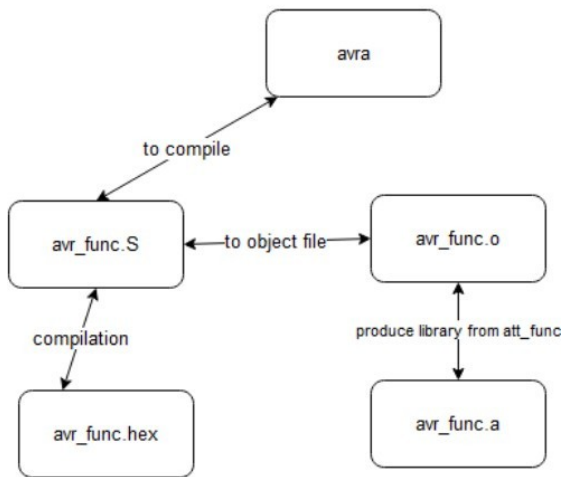 avra
to compile
avr_func.S
to object file
avr_func.o
compilation
produce library from att_func
avr_func.hex
avr_func.a